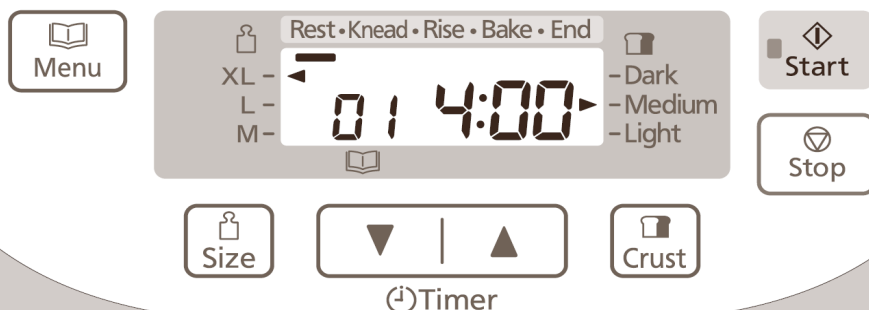 Menu
Rest • Knead • Rise • Bake • End
XL
L
M
01 4:00
Dark
Medium
Light
Start
Stop
Size
Crust
Timer